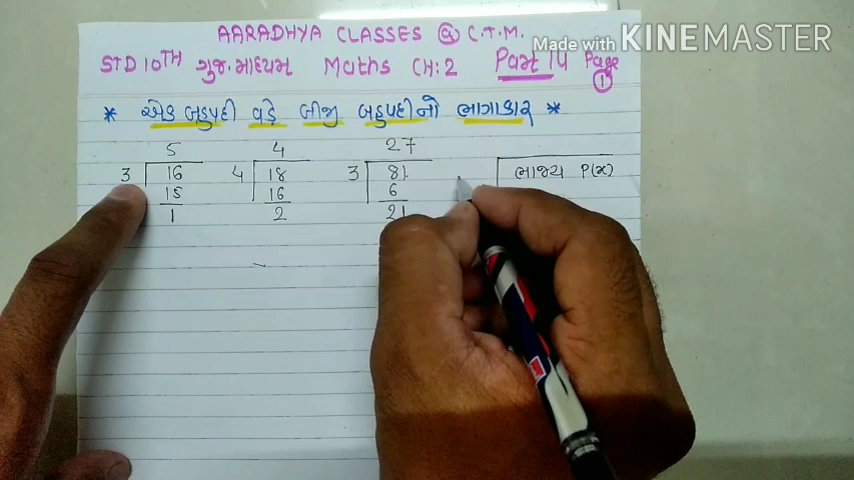 AARADHYA CLASSES @ C.T.M.
Made with KINEMASTER
STD 10TH ગુજ.માધ્યમ Maths CH:2 Part 14 Page 1
* એક બહુપદી વડે બીજી બહુપદીનો ભાગાકાર *
5 4 27
3 16 4 18 3 81 ભાજ્ય P(x)
15 16 6
1 2 21